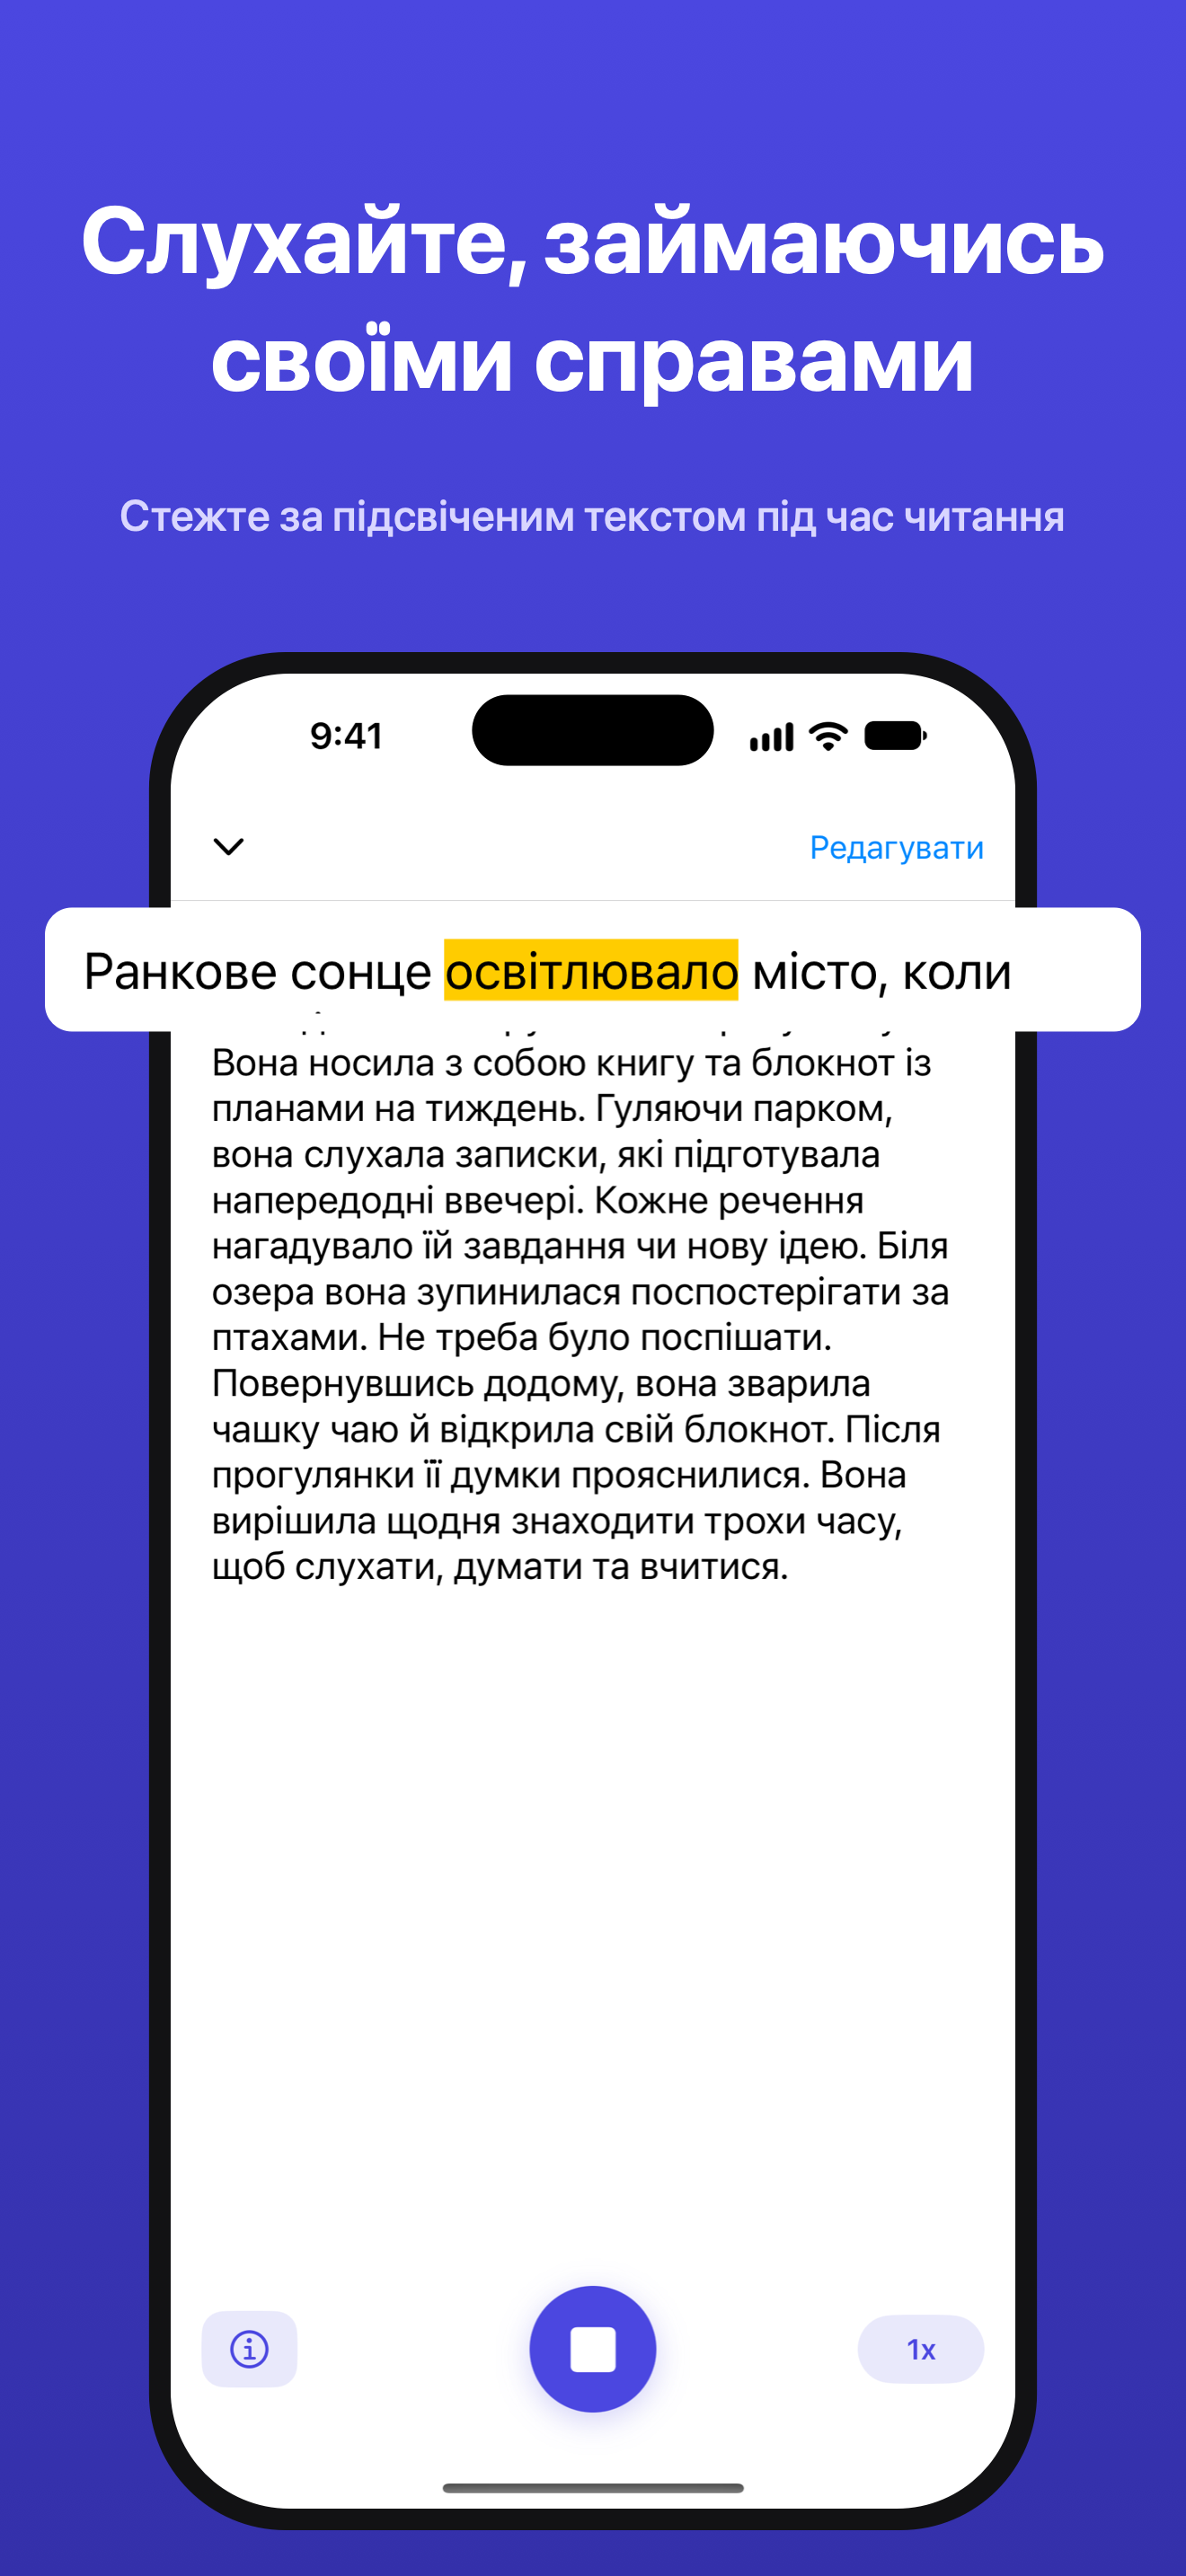 Слухайте, займаючись
своїми справами
Стежте за підсвіченим текстом під час читання
9:41
Редагувати
Ранкове сонце освітлювало місто, коли
Вона носила з собою книгу та блокнот із
планами на тиждень. Гуляючи парком,
вона слухала записки, які підготувала
напередодні ввечері. Кожне речення
нагадувало їй завдання чи нову ідею. Біля
озера вона зупинилася поспостерігати за
птахами. Не треба було поспішати.
Повернувшись додому, вона зварила
чашку чаю й відкрила свій блокнот. Після
прогулянки її думки прояснилися. Вона
вирішила щодня знаходити трохи часу,
щоб слухати, думати та вчитися.
1x